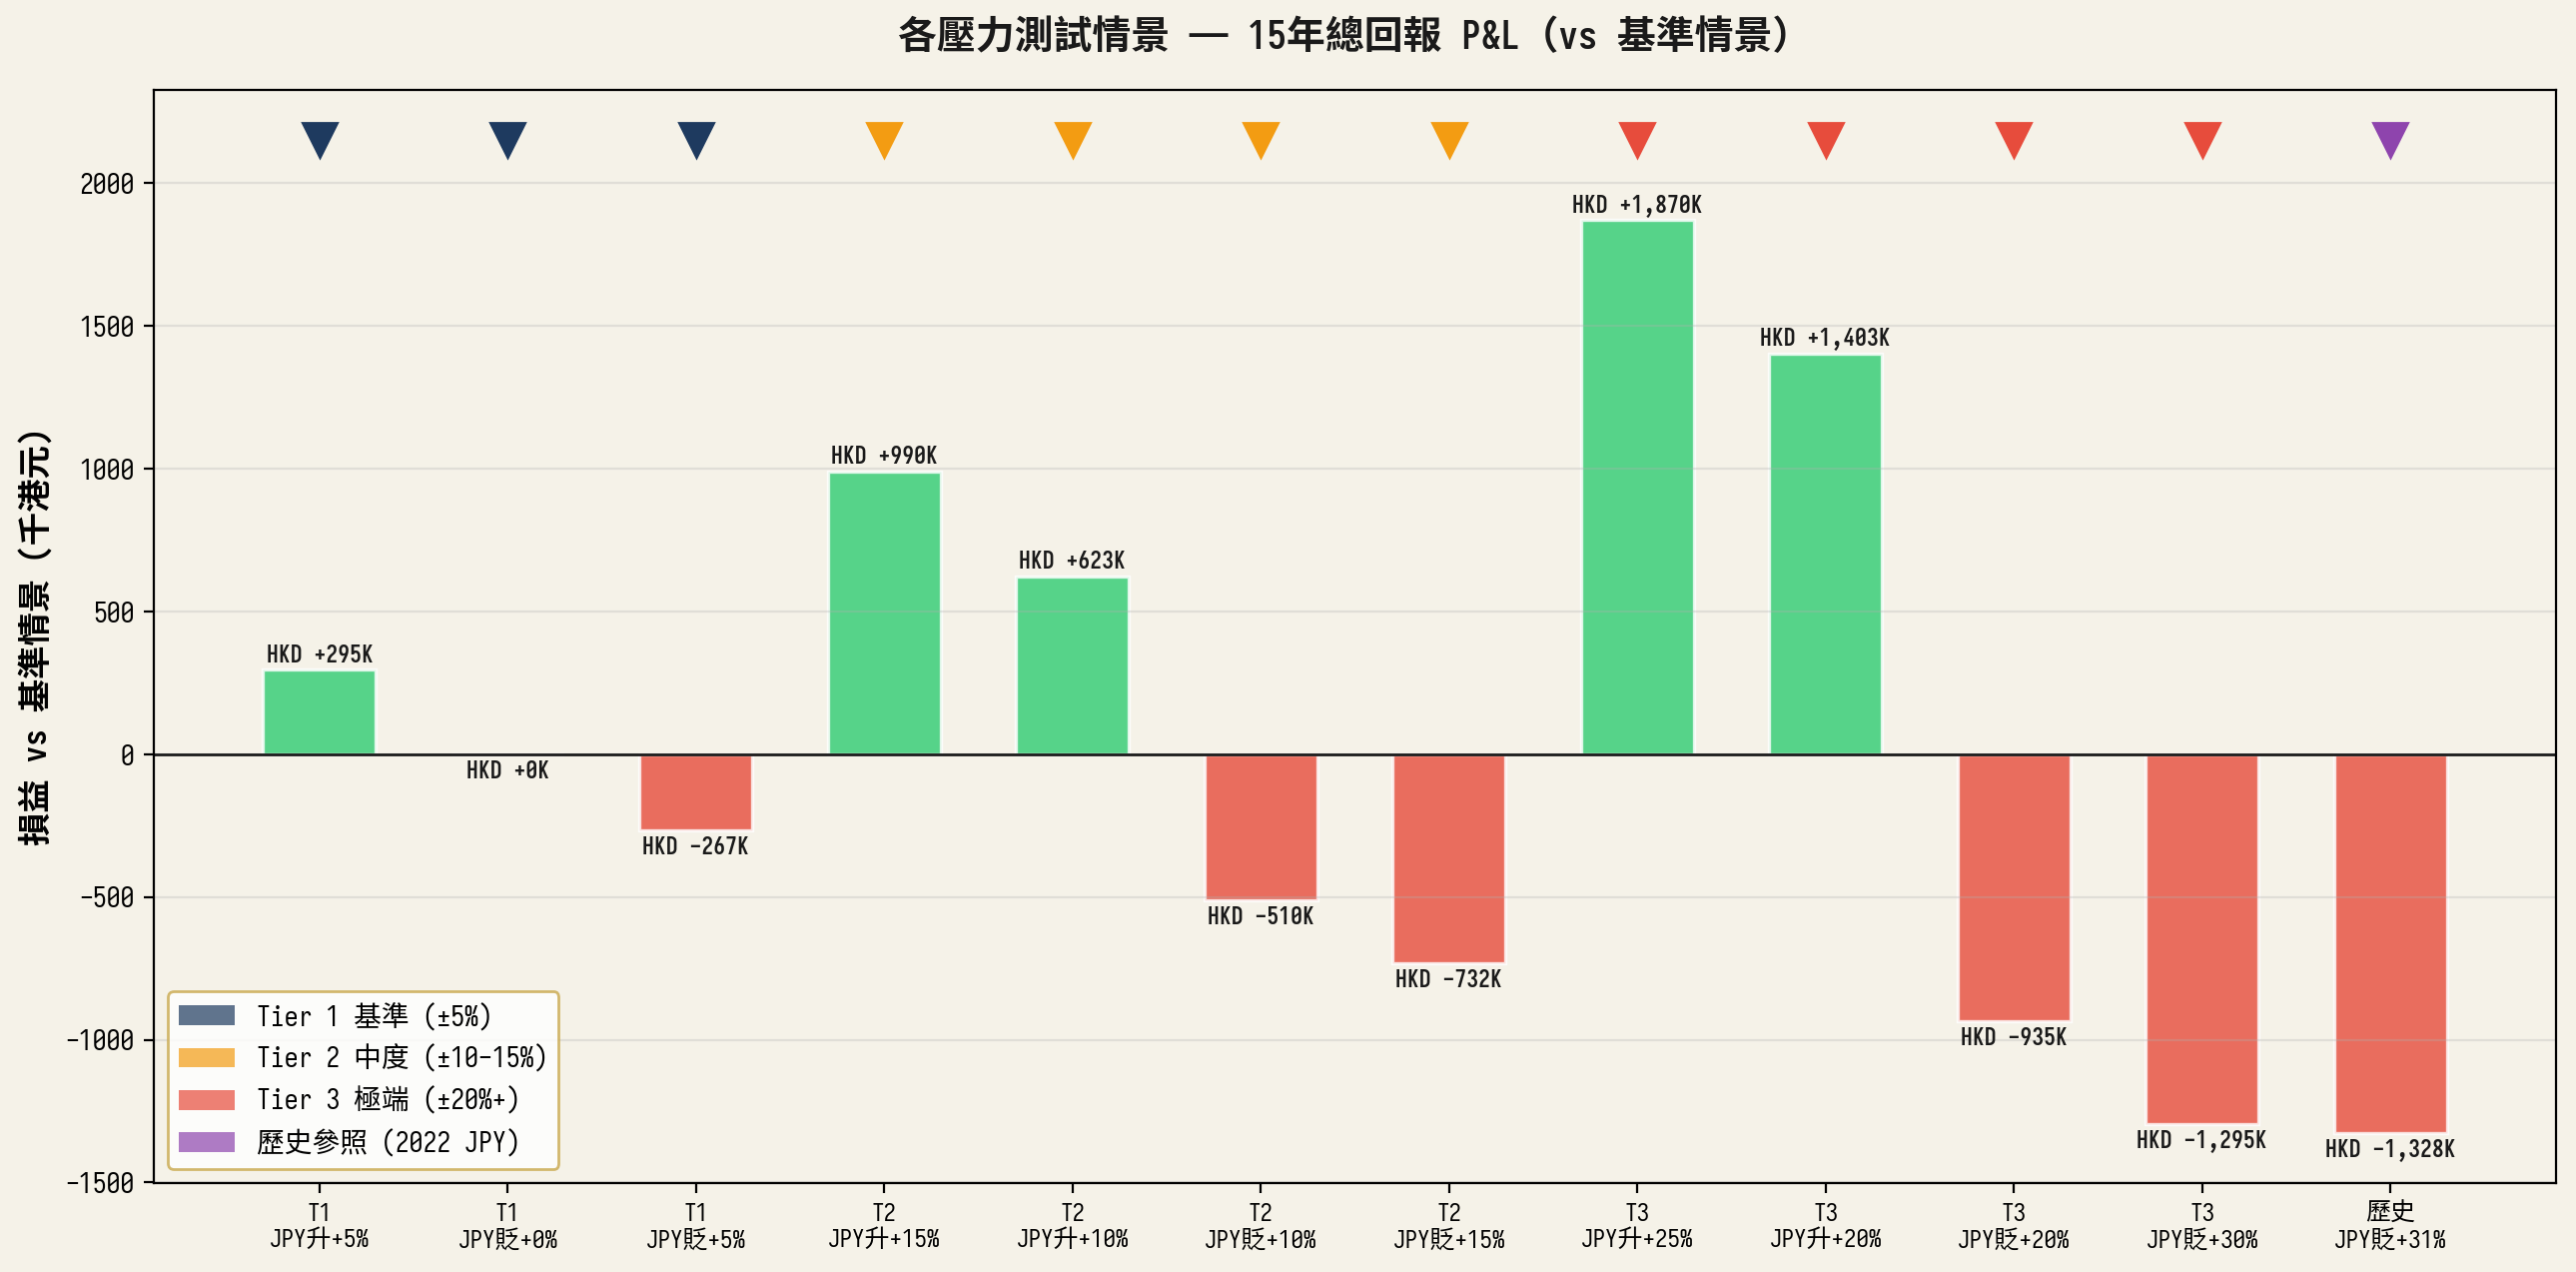 各壓力測試情景 — 15年總回報 P&L (vs 基準情景)
損益 vs 基準情景 (千港元)
2000
1500
1000
500
0
-500
-1000
-1500
HKD +295K
HKD +0K
HKD -267K
HKD +990K
HKD +623K
HKD -510K
HKD -732K
HKD +1,870K
HKD +1,403K
HKD -935K
HKD -1,295K
HKD -1,328K
Tier 1 基準 (±5%)
Tier 2 中度 (±10-15%)
Tier 3 極端 (±20%+)
歷史參照 (2022 JPY)
T1
JPY升+5%
T1
JPY貶+0%
T1
JPY貶+5%
T2
JPY升+15%
T2
JPY升+10%
T2
JPY貶+10%
T2
JPY貶+15%
T3
JPY升+25%
T3
JPY升+20%
T3
JPY貶+20%
T3
JPY貶+30%
歷史
JPY貶+31%